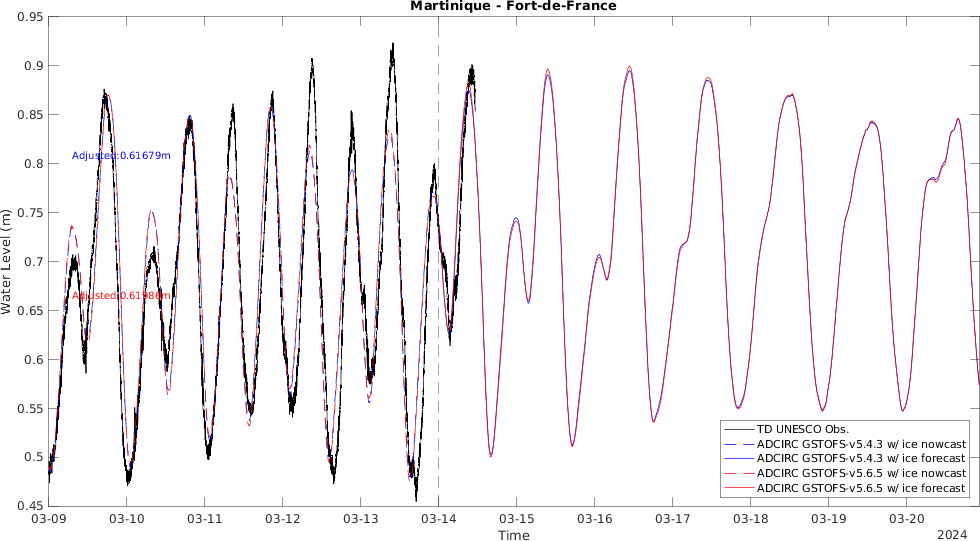 Martinique - Fort-de-France
0.95
0.9
0.85
0.8
0.75
0.7
0.65
0.6
0.55
0.5
0.45
Water Level (m)
Adjusted:0.61679m
Adjusted:0.61986m
TD UNESCO Obs.
ADCIRC GSTOFS-v5.4.3 w/ ice nowcast
ADCIRC GSTOFS-v5.4.3 w/ ice forecast
ADCIRC GSTOFS-v5.6.5 w/ ice nowcast
ADCIRC GSTOFS-v5.6.5 w/ ice forecast
03-09 03-10 03-11 03-12 03-13 03-14 03-15 03-16 03-17 03-18 03-19 03-20
Time
2024